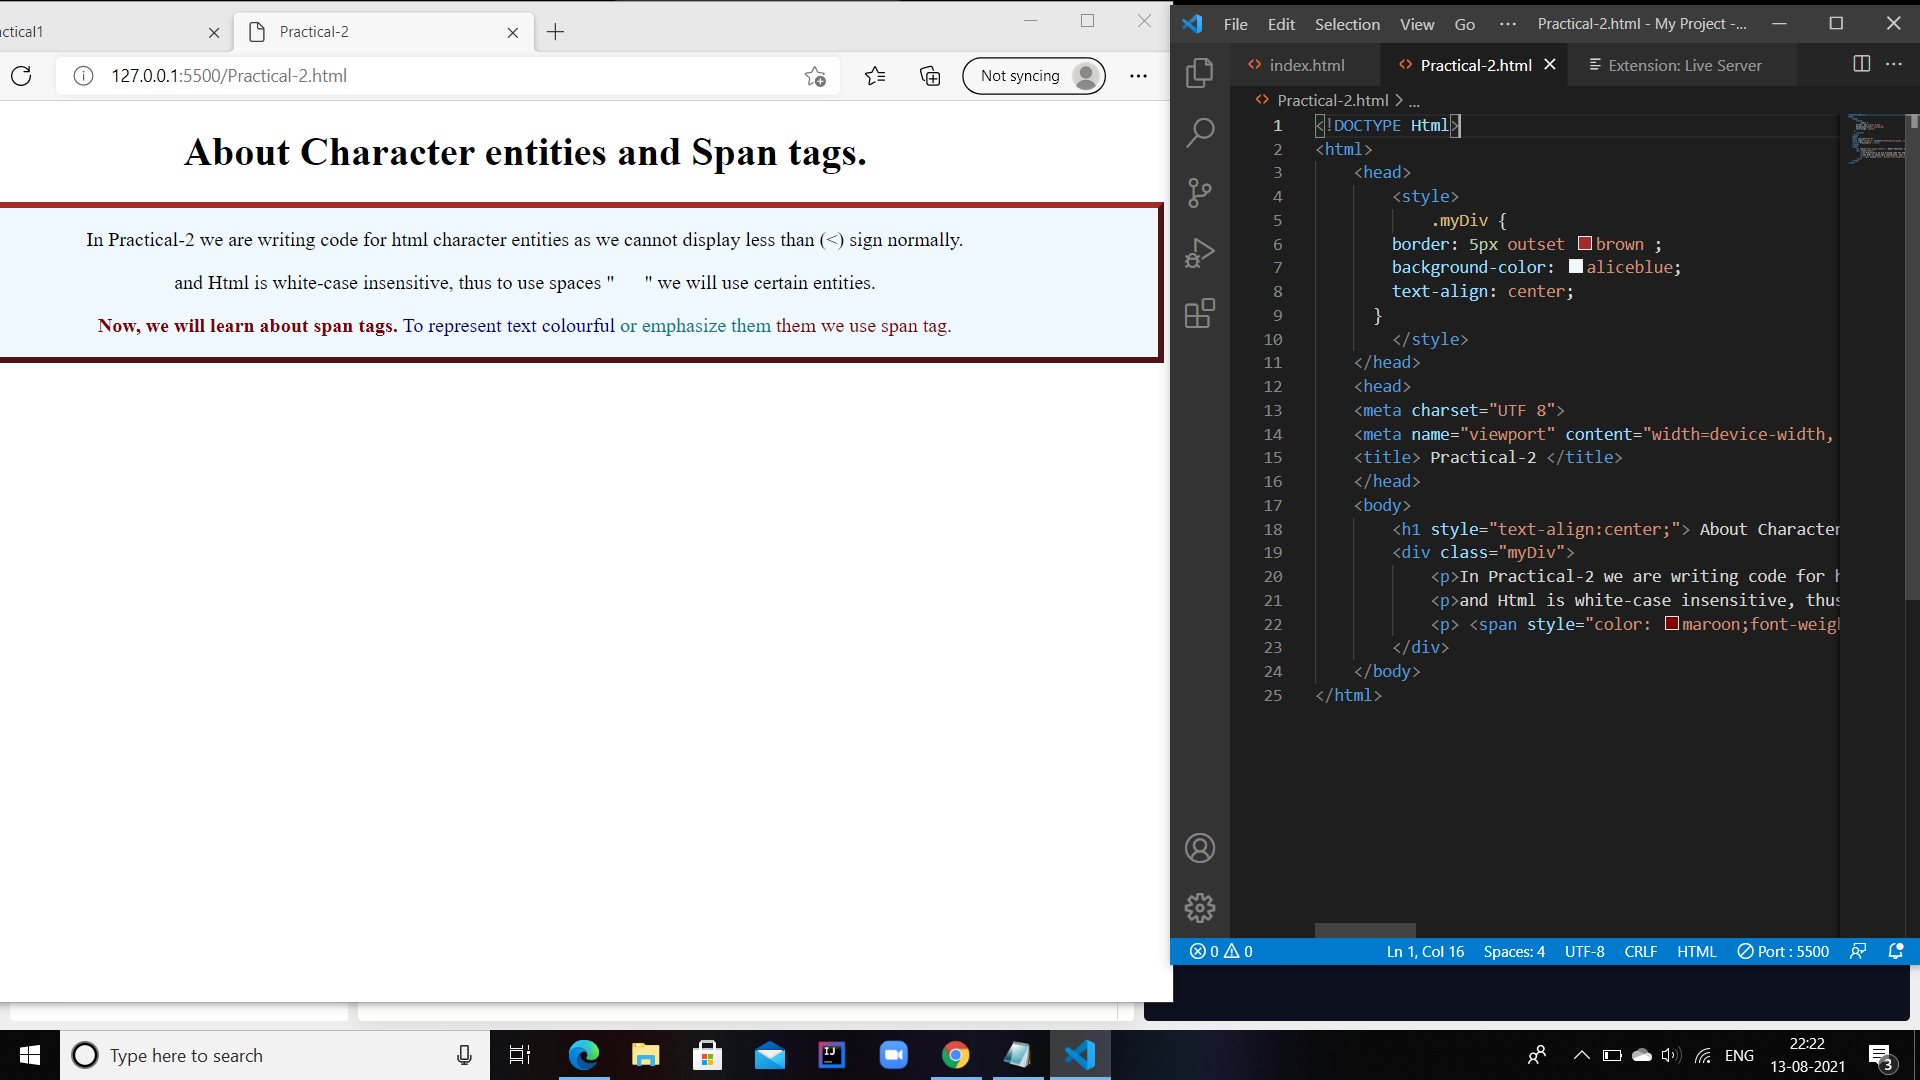 ctical1
Practical-2
127.0.0.1:5500/Practical-2.html
Not syncing
About Character entities and Span tags.
In Practical-2 we are writing code for html character entities as we cannot display less than (<) sign normally.
and Html is white-case insensitive, thus to use spaces "      " we will use certain entities.
Now, we will learn about span tags. To represent text colourful or emphasize them them we use span tag.
File Edit Selection View Go ··· Practical-2.html - My Project -...
index.html
Practical-2.html
Extension: Live Server
Practical-2.html > ...
1 <!DOCTYPE Html>
2 <html>
3 <head>
4 <style>
5 .myDiv {
6 border: 5px outset brown ;
7 background-color: aliceblue;
8 text-align: center;
9 }
10 </style>
11 </head>
12 <head>
13 <meta charset="UTF 8">
14 <meta name="viewport" content="width=device-width,
15 <title> Practical-2 </title>
16 </head>
17 <body>
18 <h1 style="text-align:center;"> About Character
19 <div class="myDiv">
20 <p>In Practical-2 we are writing code for h
21 <p>and Html is white-case insensitive, thus
22 <p> <span style="color: maroon;font-weigh
23 </div>
24 </body>
25 </html>
0 0 Ln 1, Col 16 Spaces: 4 UTF-8 CRLF HTML Port : 5500
Type here to search
IJ
ENG
22:22
13-08-2021
3